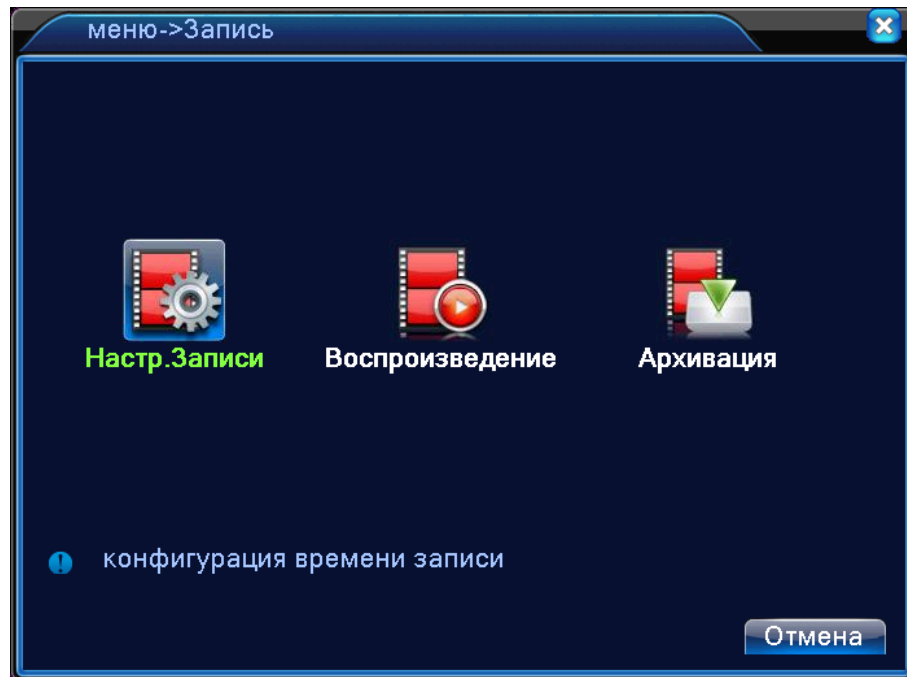 меню->Запись
Настр.Записи Воспроизведение Архивация
конфигурация времени записи
Отмена